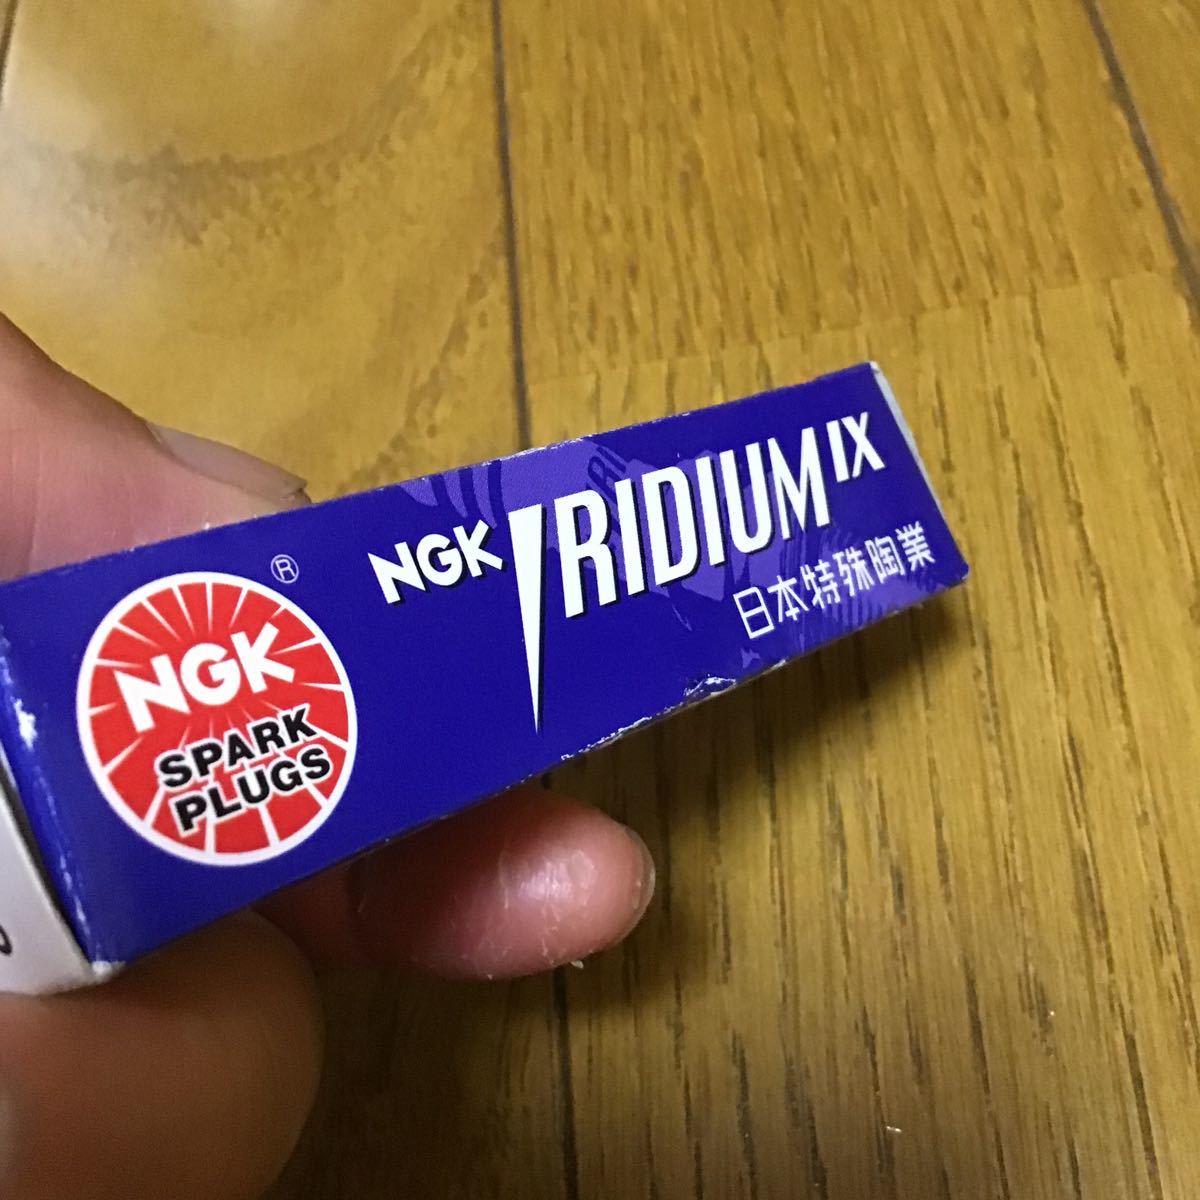 NGK IRIDIUM IX
日本特殊陶業
®
NGK
SPARK
PLUGS